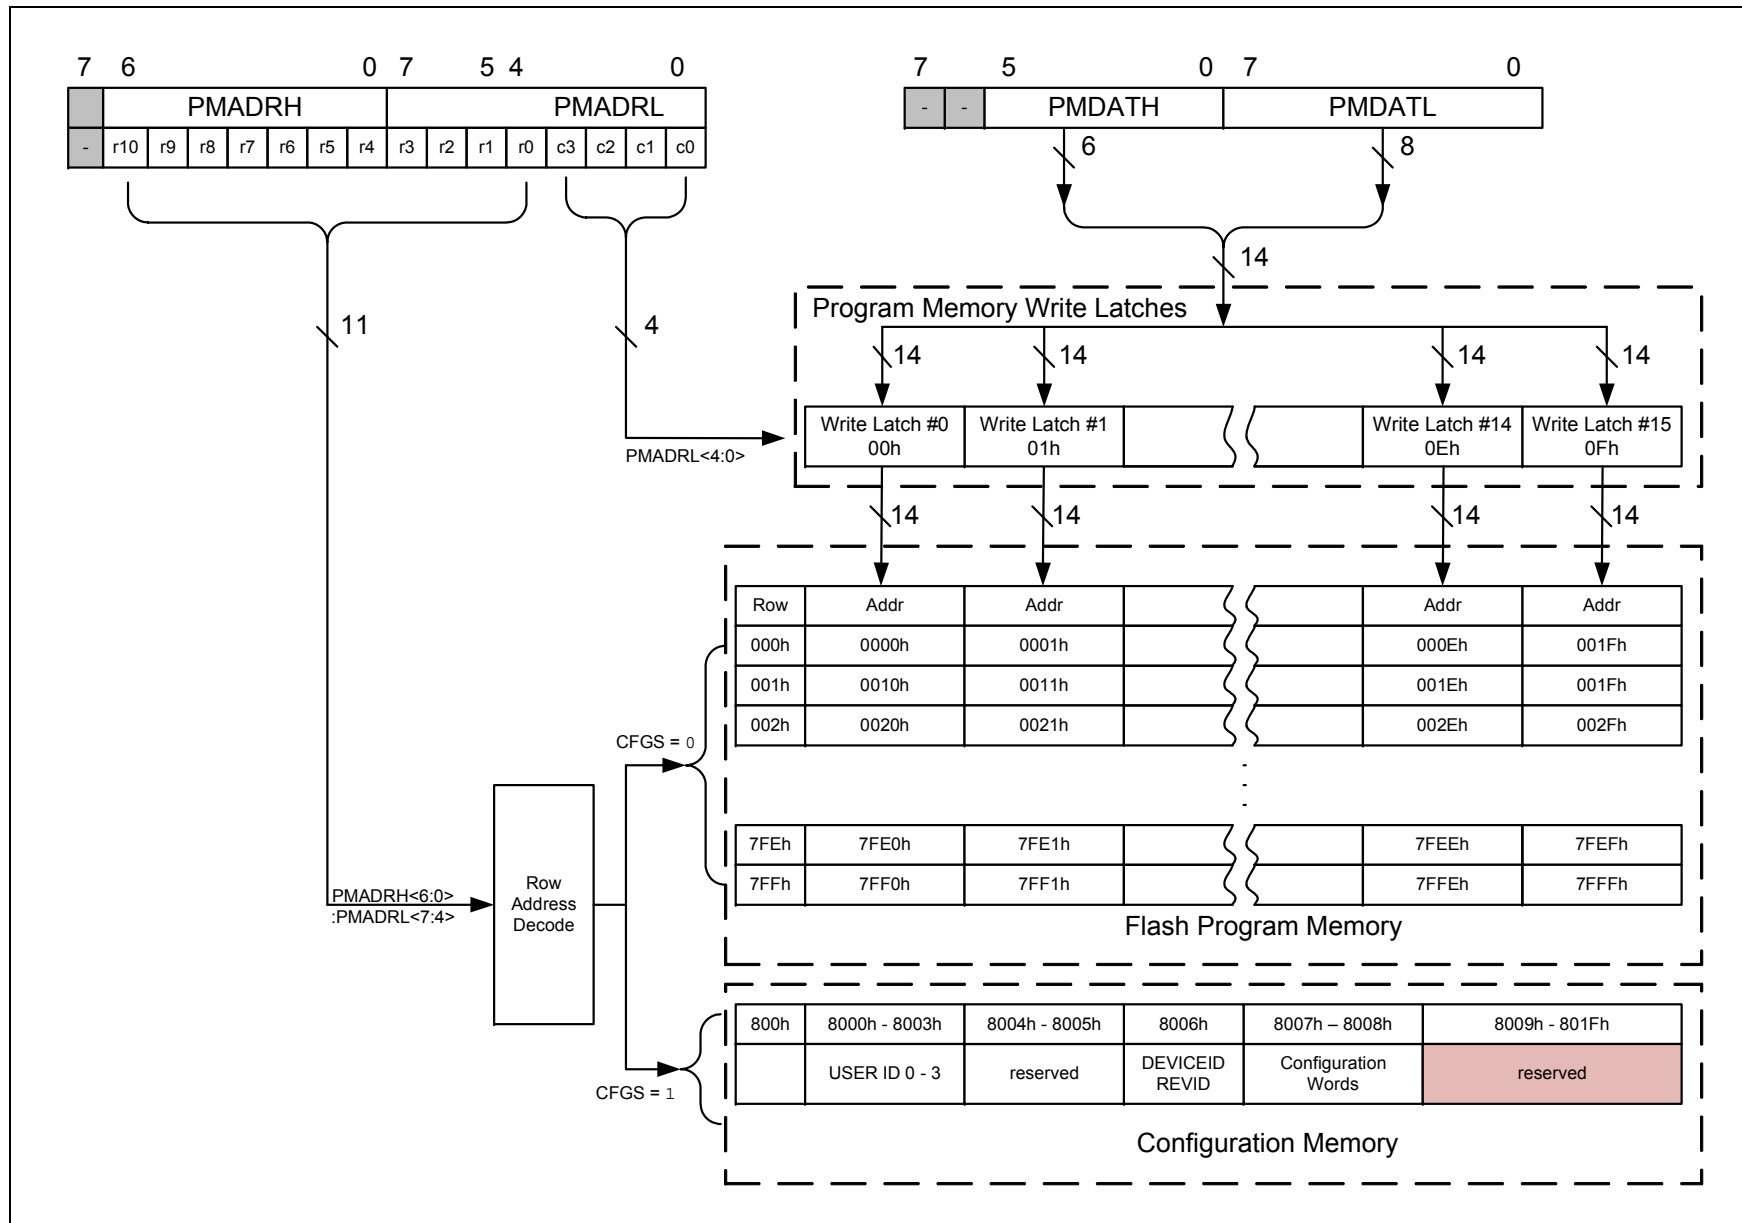 7 6 0 7 5 4 0
PMADRH PMADRL
- r10 r9 r8 r7 r6 r5 r4 r3 r2 r1 r0 c3 c2 c1 c0
7 5 0 7 0
- - PMDATH PMDATL
6 8
14
11
4
PMADRL<4:0>
Program Memory Write Latches
14 14 14 14
Write Latch #0 Write Latch #1 Write Latch #14 Write Latch #15
00h 01h 0Eh 0Fh
14 14 14 14
Row Addr Addr Addr Addr
000h 0000h 0001h 000Eh 001Fh
001h 0010h 0011h 001Eh 001Fh
002h 0020h 0021h 002Eh 002Fh
CFGS = 0
7FEh 7FE0h 7FE1h 7FEEh 7FEFh
7FFh 7FF0h 7FF1h 7FFEh 7FFFh
Flash Program Memory
PMADRH<6:0>
:PMADRL<7:4>
Row
Address
Decode
CFGS = 1
800h 8000h - 8003h 8004h - 8005h 8006h 8007h – 8008h 8009h - 801Fh
USER ID 0 - 3 reserved DEVICEID Configuration reserved
REVID Words
Configuration Memory